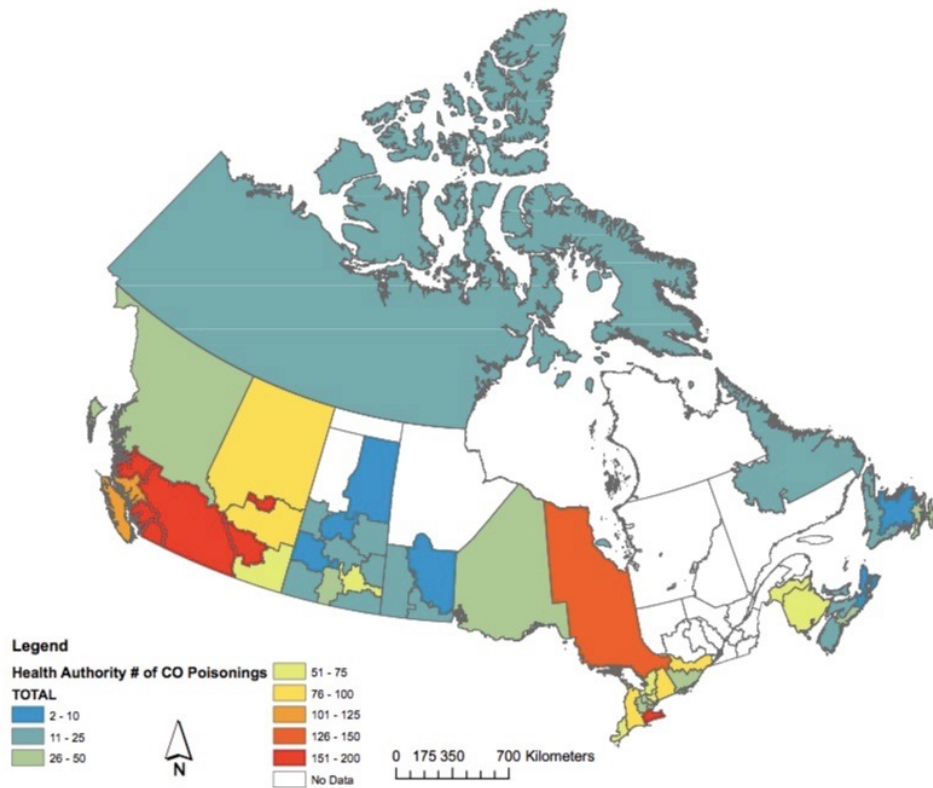 Legend
Health Authority # of CO Poisonings
TOTAL
2 - 10
11 - 25
26 - 50
51 - 75
76 - 100
101 - 125
126 - 150
151 - 200
No Data
N
0 175 350 700 Kilometers